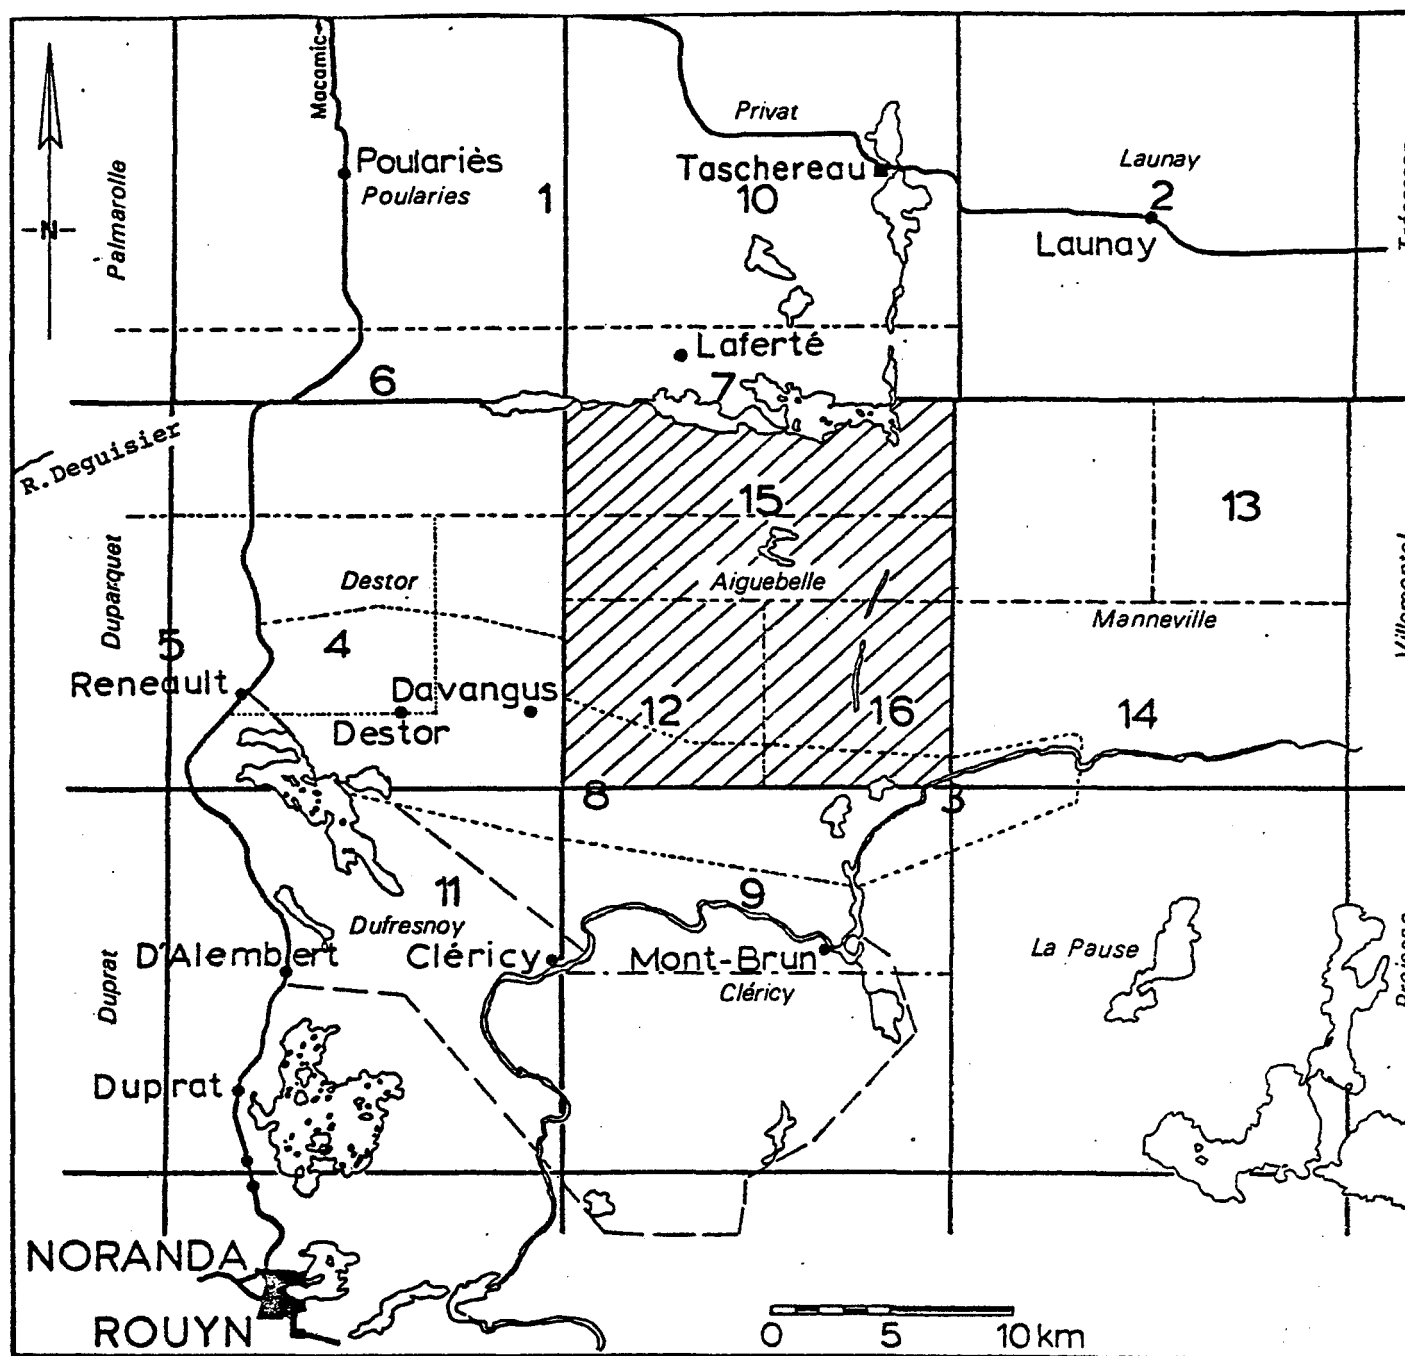 Macamic
Privat
Poulariès
Poularies
1
Taschereau
10
Launay
2
Launay
Palmarolle
-N-
Laferté
6
7
R.Deguisier
15
13
Duparquet
Destor
Aiguebelle
Manneville
Villemontel
5
4
Reneault
Davangus
Destor
12
16
14
8
3
11
9
Dufresnoy
D'Alembert
Cléricy
Mont-Brun
La Pause
Cléricy
Duprat
Duprat
NORANDA
ROUYN
0 5 10 km